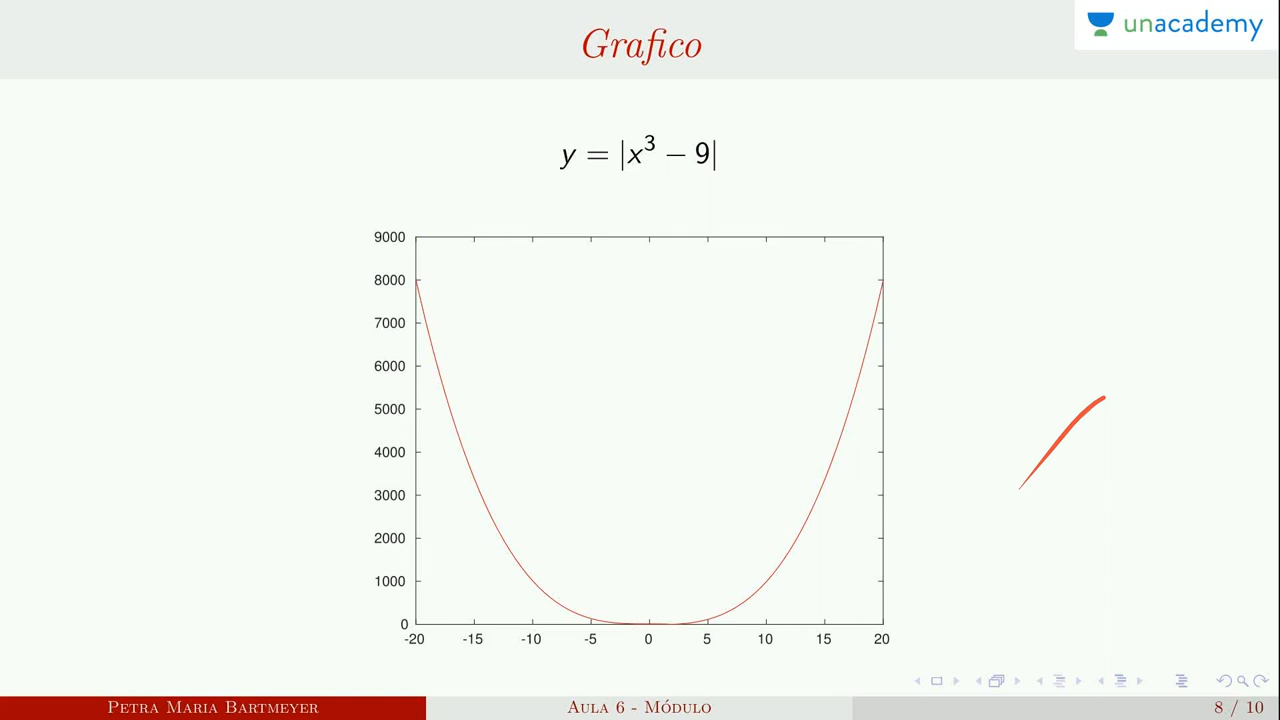 Grafico
unacademy
y = |x³ − 9|
9000
8000
7000
6000
5000
4000
3000
2000
1000
0
-20 -15 -10 -5 0 5 10 15 20
PETRA MARIA BARTMEYER AULA 6 - MÓDULO 8 / 10